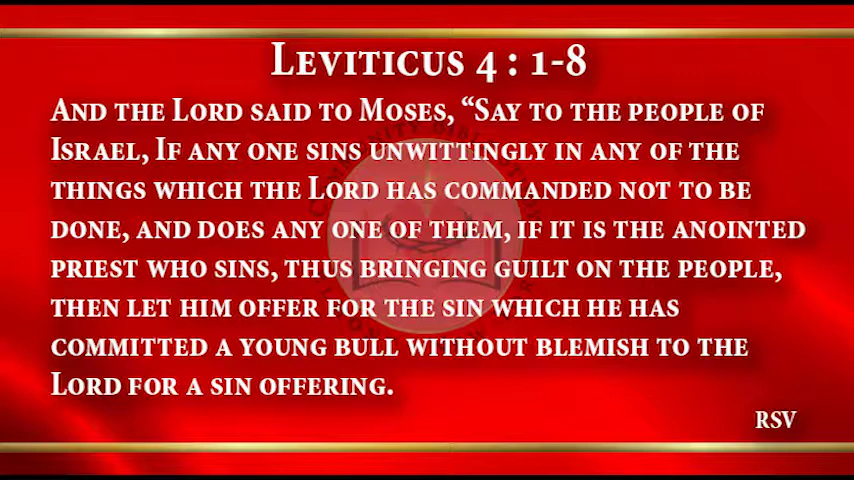 Leviticus 4 : 1-8
And the Lord said to Moses, “Say to the people of
Israel, If any one sins unwittingly in any of the
things which the Lord has commanded not to be
done, and does any one of them, if it is the anointed
priest who sins, thus bringing guilt on the people,
then let him offer for the sin which he has
committed a young bull without blemish to the
Lord for a sin offering.
RSV